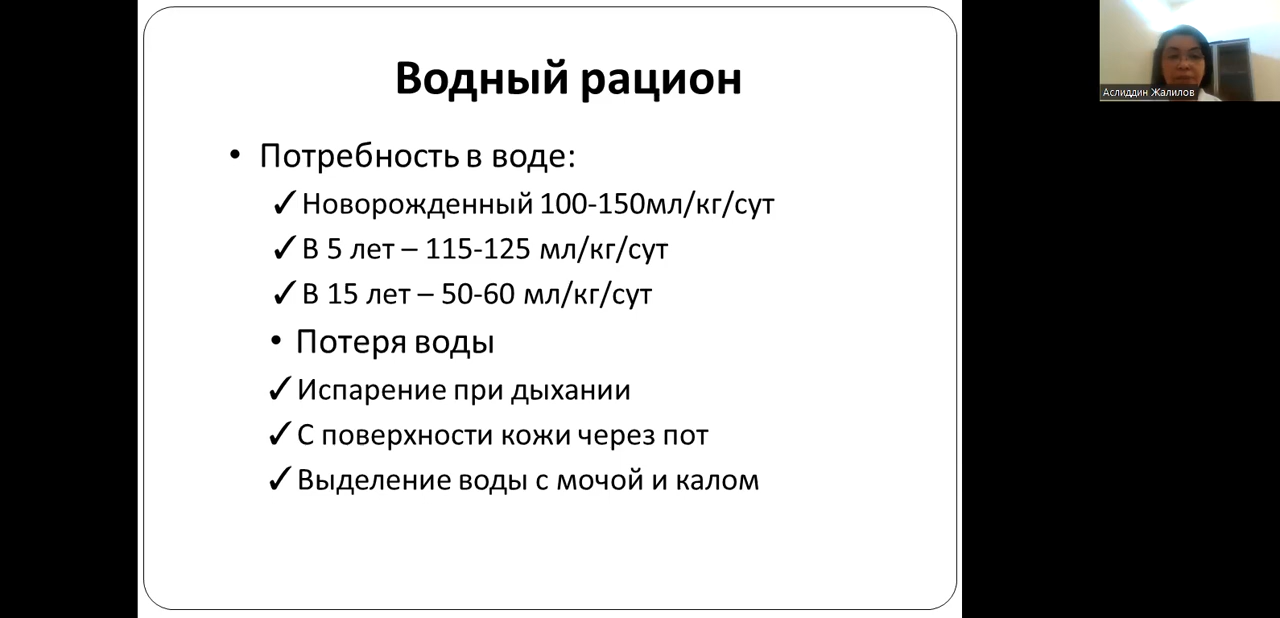 Водный рацион
• Потребность в воде:
✓Новорожденный 100-150мл/кг/сут
✓В 5 лет – 115-125 мл/кг/сут
✓В 15 лет – 50-60 мл/кг/сут
• Потеря воды
✓Испарение при дыхании
✓С поверхности кожи через пот
✓Выделение воды с мочой и калом
Аслиддин Жалилов